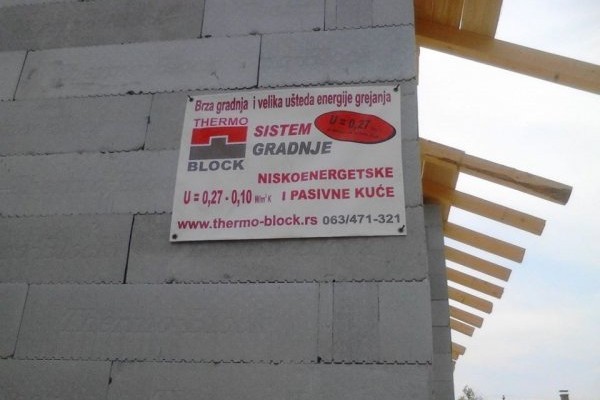 Brza gradnja i velika ušteda energije grejanja
THERMO
BLOCK
SISTEM
GRADNJE
U = 0,27
NISKOENERGETSKE
I PASIVNE KUĆE
U = 0,27 - 0,10 W/m²K
www.thermo-block.rs 063/471-321
Thermo